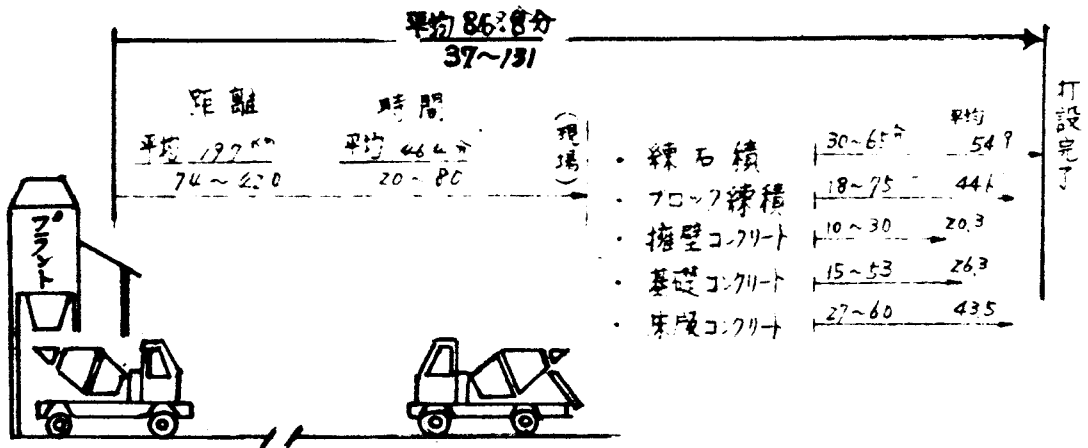 平均 86.8分
37~131
距離
平均 19.7km
時間
平均 46.4分
20~80
(現場)
・練石積 30~65分 平均 54.9
・ブロック練積 18~75 44.1
・擁壁コンクリート 10~30 20.3
・基礎コンクリート 15~53 26.3
・床版コンクリート 27~60 43.5
打設完了
プラント